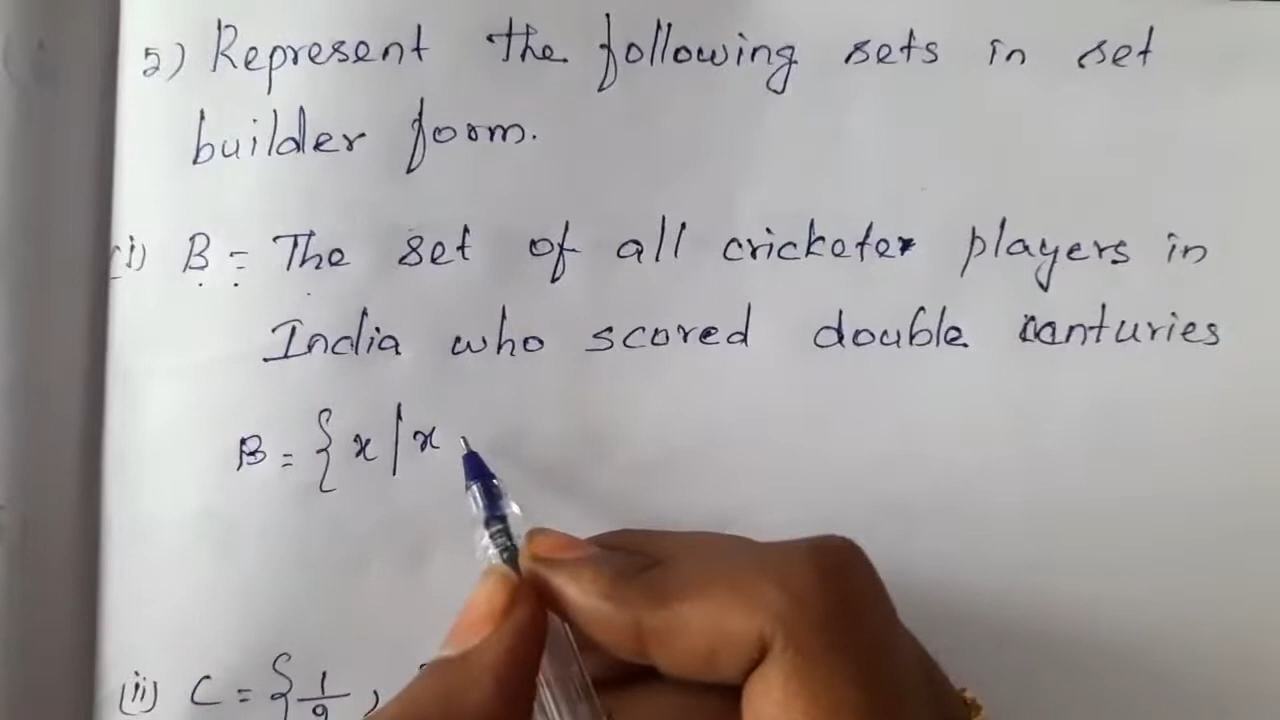 5) Represent the following sets in set
builder form.
(i) B = The set of all cricketer players in
India who scored double centuries
B = { x | x
(ii) C = { 1/9 ,